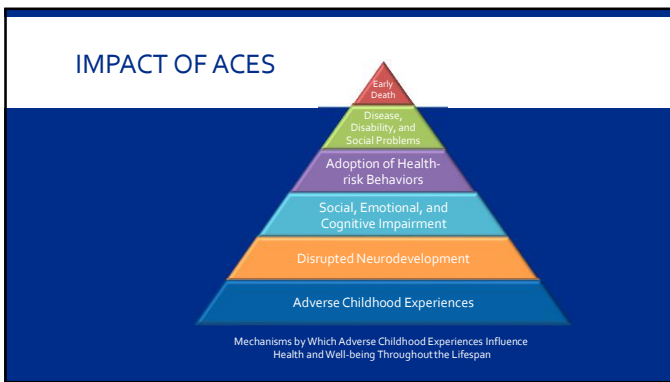 IMPACT OF ACES
Early
Death
Disease,
Disability, and
Social Problems
Adoption of Health-
risk Behaviors
Social, Emotional, and
Cognitive Impairment
Disrupted Neurodevelopment
Adverse Childhood Experiences
Mechanisms by Which Adverse Childhood Experiences Influence
Health and Well-being Throughout the Lifespan